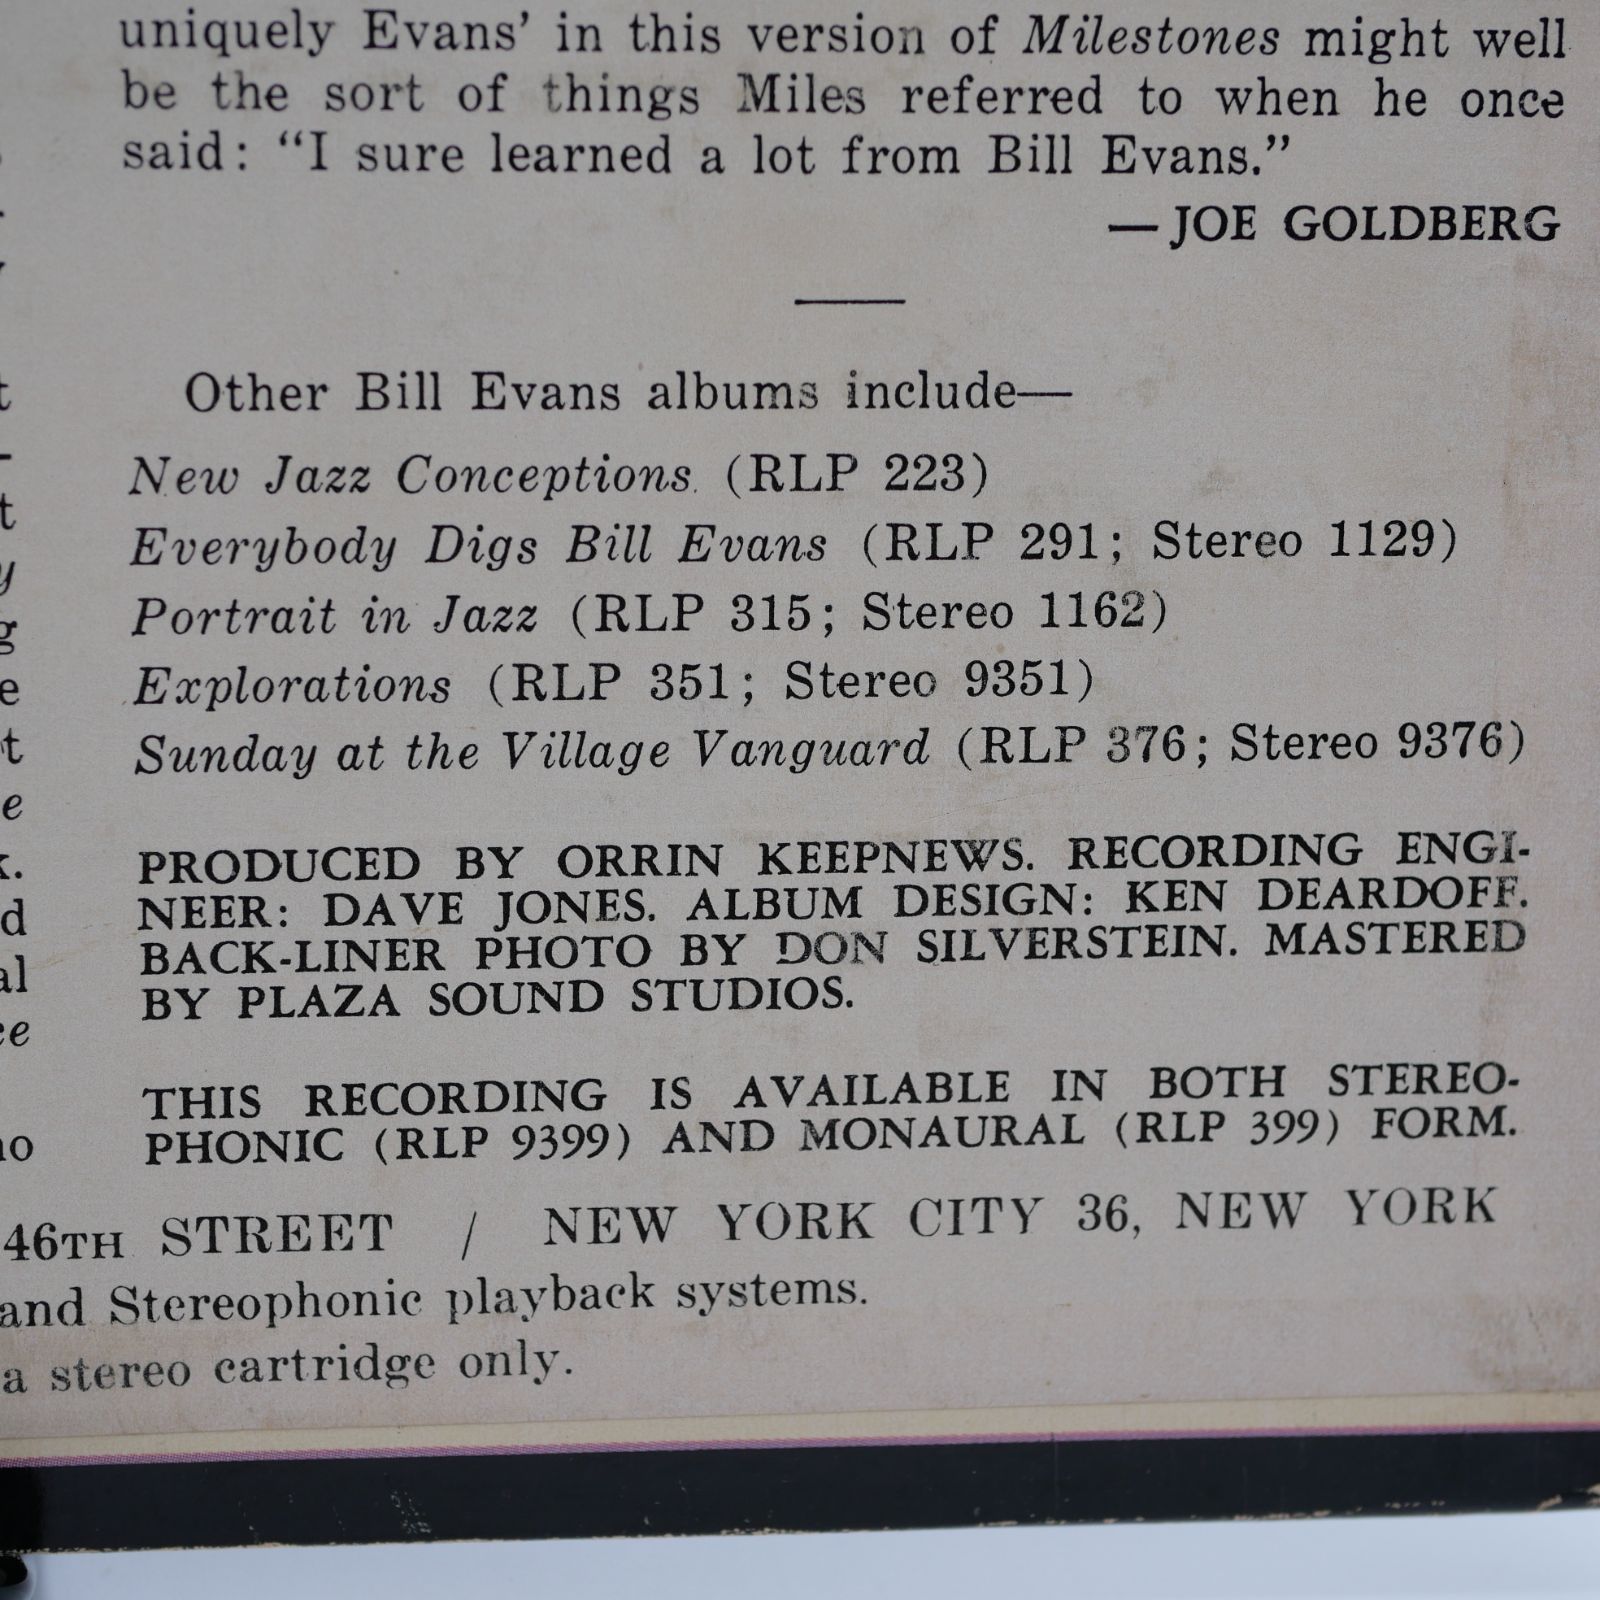 uniquely Evans' in this version of Milestones might well
be the sort of things Miles referred to when he once
said: “I sure learned a lot from Bill Evans.”
—JOE GOLDBERG
Other Bill Evans albums include—
New Jazz Conceptions (RLP 223)
Everybody Digs Bill Evans (RLP 291; Stereo 1129)
Portrait in Jazz (RLP 315; Stereo 1162)
Explorations (RLP 351; Stereo 9351)
Sunday at the Village Vanguard (RLP 376; Stereo 9376)
PRODUCED BY ORRIN KEEPNEWS. RECORDING ENGI-
NEER: DAVE JONES. ALBUM DESIGN: KEN DEARDOFF.
BACK-LINER PHOTO BY DON SILVERSTEIN. MASTERED
BY PLAZA SOUND STUDIOS.
THIS RECORDING IS AVAILABLE IN BOTH STEREO-
PHONIC (RLP 9399) AND MONAURAL (RLP 399) FORM.
46TH STREET / NEW YORK CITY 36, NEW YORK
and Stereophonic playback systems.
a stereo cartridge only.